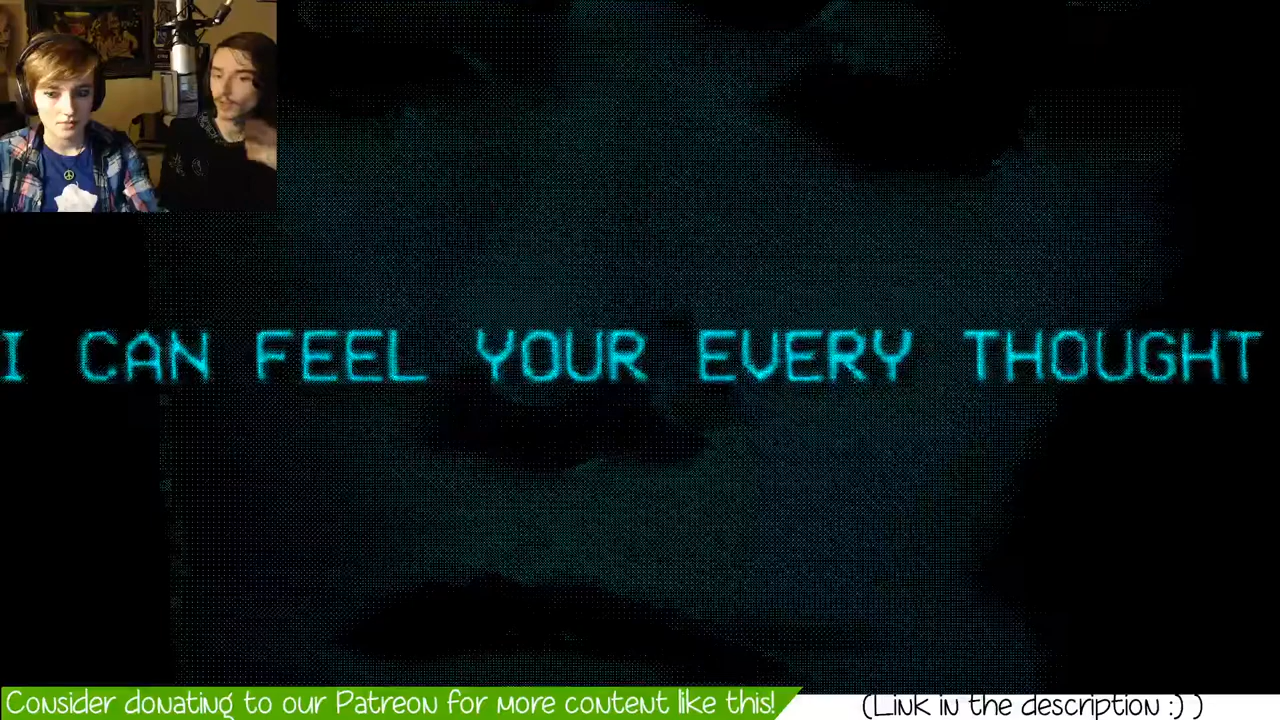 I CAN FEEL YOUR EVERY THOUGHT
Consider donating to our Patreon for more content like this!
(Link in the description :) )